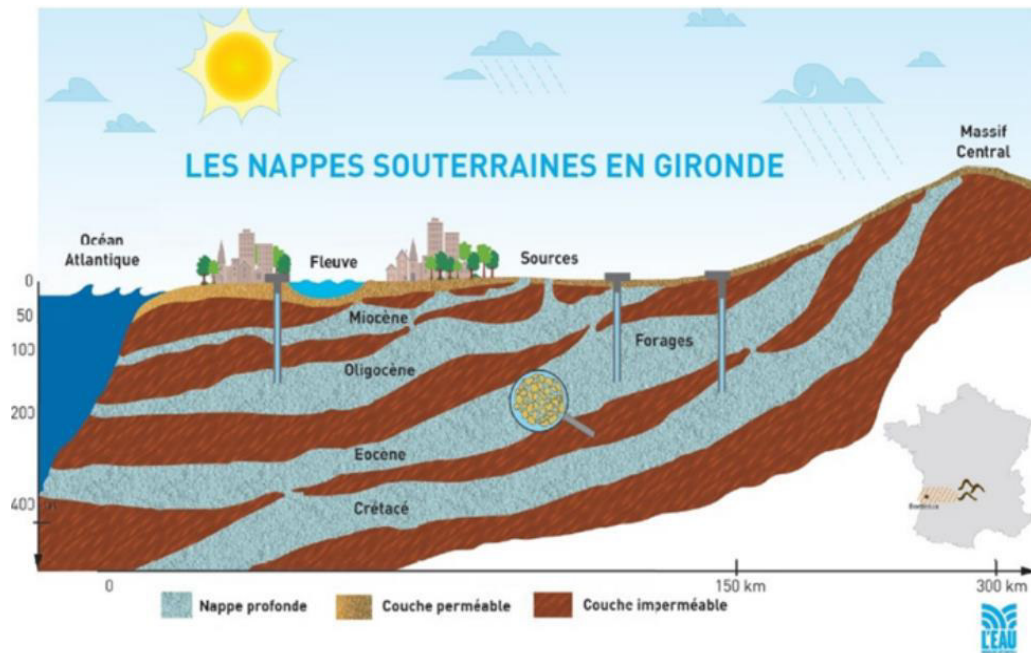 LES NAPPES SOUTERRAINES EN GIRONDE
Massif
Central
Océan
Atlantique
Fleuve
Sources
0
50
100
200
400
Miocène
Oligocène
Forages
Eocène
Crétacé
Bordeaux
0
150 km
300 km
Nappe profonde
Couche perméable
Couche imperméable
L'EAU